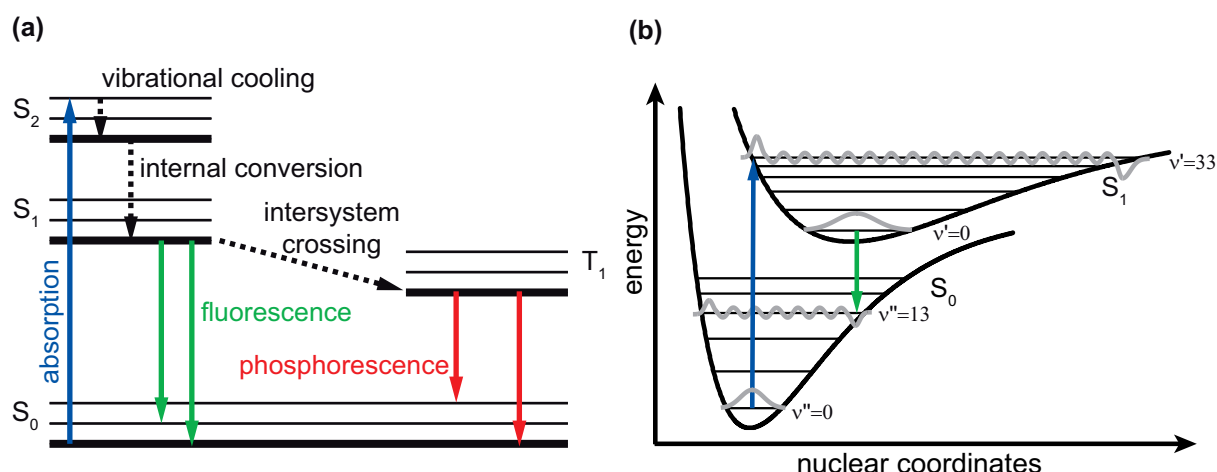 (a)
vibrational cooling
S2
internal conversion
S1
intersystem
crossing
T1
absorption
fluorescence
phosphorescence
S0
(b)
energy
ν'=33
S1
ν'=0
S0
ν''=13
ν''=0
nuclear coordinates